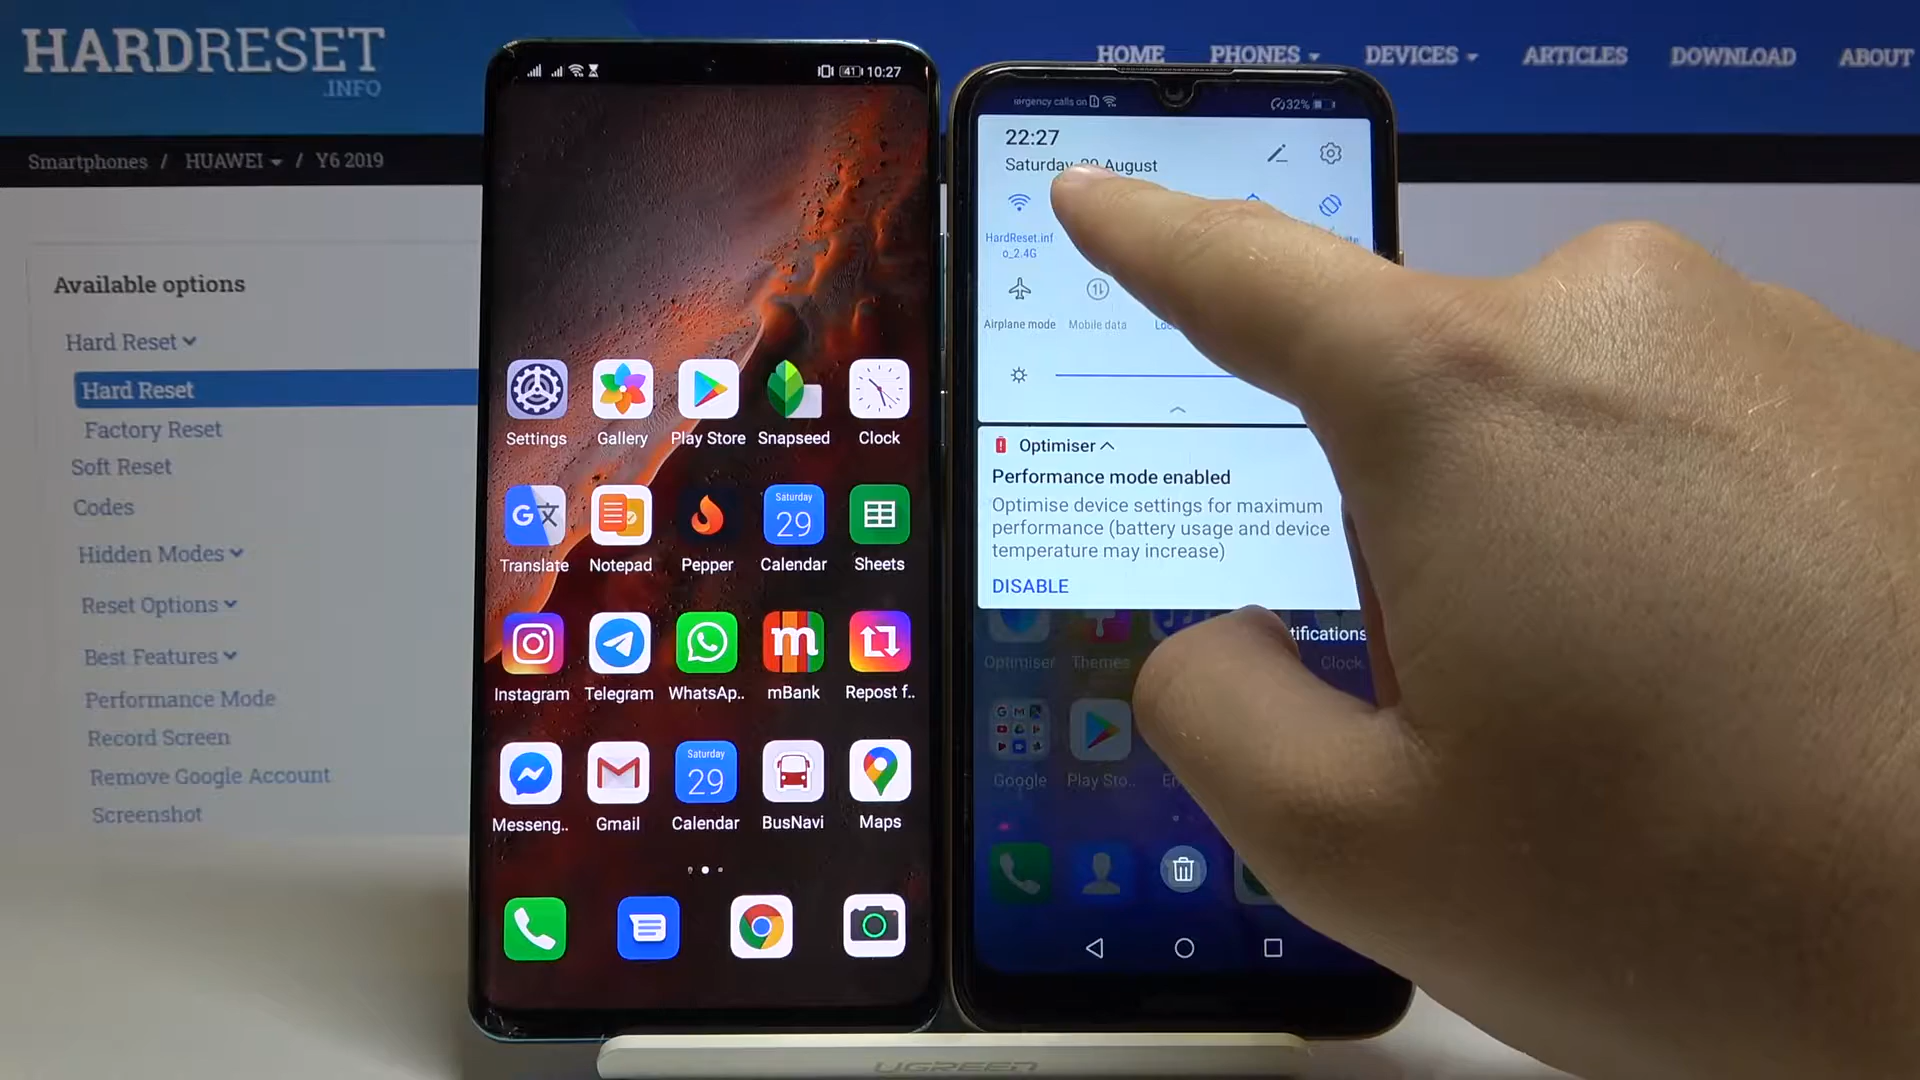 HARDRESET
.INFO
HOME
PHONES
DEVICES
ARTICLES
DOWNLOAD
ABOUT
Smartphones / HUAWEI / Y6 2019
Available options
Hard Reset
Hard Reset
Factory Reset
Soft Reset
Codes
Hidden Modes
Reset Options
Best Features
Performance Mode
Record Screen
Remove Google Account
Screenshot
41 10:27
Settings
Gallery
Play Store
Snapseed
Clock
Translate
Notepad
Pepper
Saturday
29
Calendar
Sheets
Instagram
Telegram
WhatsAp..
mBank
Repost f..
Messeng..
Gmail
Saturday
29
Calendar
BusNavi
Maps
calls on
32%
22:27
Saturday August
HardReset.inf
o_2.4G
Airplane mode
Mobile data
Optimiser
Performance mode enabled
Optimise device settings for maximum
performance (battery usage and device
temperature may increase)
DISABLE
Optimiser
Themes
Clock
Google
Play Sto..
UGREEN